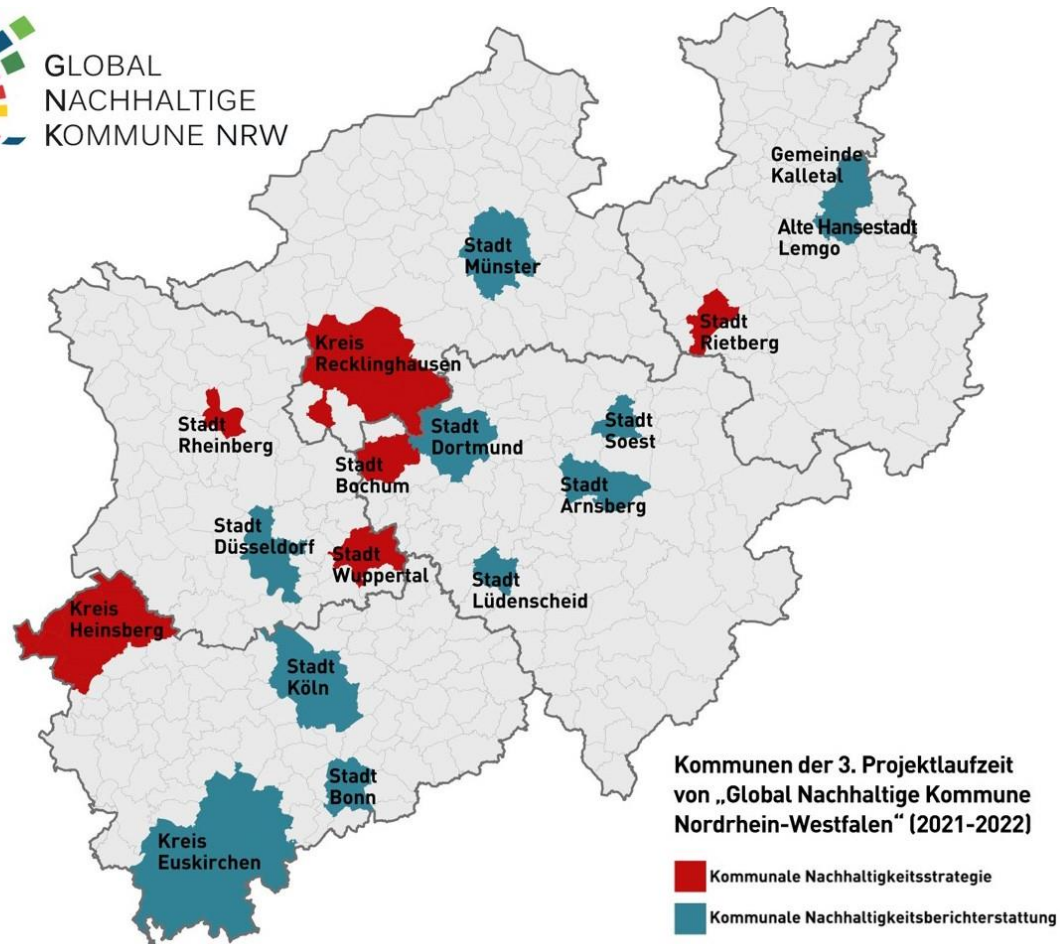 GLOBAL
NACHHALTIGE
KOMMUNE NRW
Gemeinde
Kalletal
Alte Hansestadt
Lemgo
Stadt
Münster
Stadt
Rietberg
Kreis
Recklinghausen
Stadt
Rheinberg
Stadt
Dortmund
Stadt
Soest
Stadt
Bochum
Stadt
Arnsberg
Stadt
Düsseldorf
Stadt
Wuppertal
Stadt
Lüdenscheid
Kreis
Heinsberg
Stadt
Köln
Stadt
Bonn
Kreis
Euskirchen
Kommunen der 3. Projektlaufzeit
von „Global Nachhaltige Kommune
Nordrhein-Westfalen“ (2021-2022)
Kommunale Nachhaltigkeitsstrategie
Kommunale Nachhaltigkeitsberichterstattung